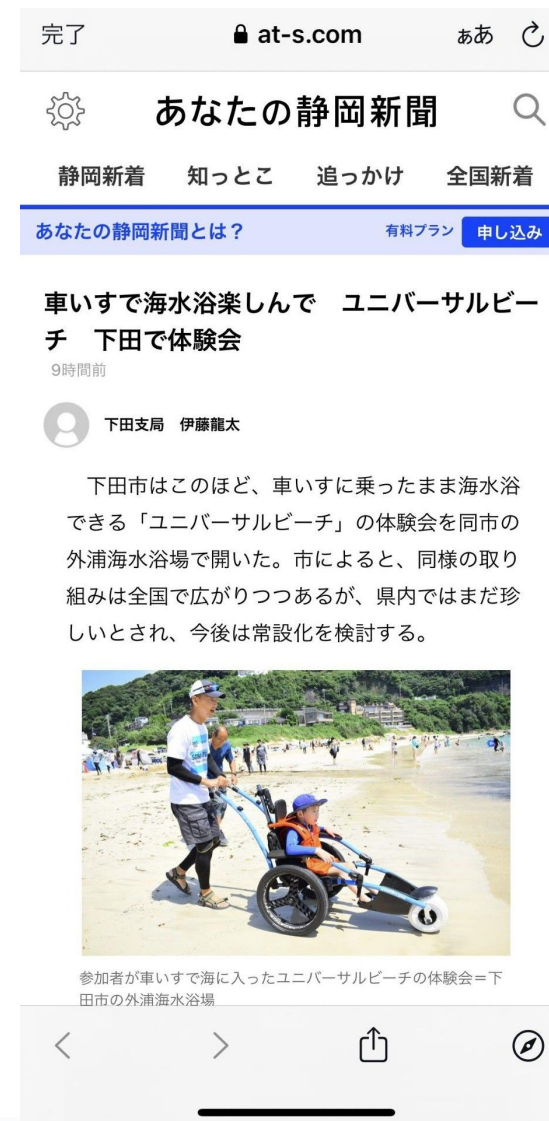 完了
at-s.com
ぁあ
あなたの静岡新聞
静岡新着 知っとこ 追っかけ 全国新着
あなたの静岡新聞とは？ 有料プラン 申し込み
車いすで海水浴楽しんで　ユニバーサルビー
チ　下田で体験会
9時間前
下田支局　伊藤龍太
　下田市はこのほど、車いすに乗ったまま海水浴
できる「ユニバーサルビーチ」の体験会を同市の
外浦海水浴場で開いた。市によると、同様の取り
組みは全国で広がりつつあるが、県内ではまだ珍
しいとされ、今後は常設化を検討する。
参加者が車いすで海に入ったユニバーサルビーチの体験会＝下
田市の外浦海水浴場